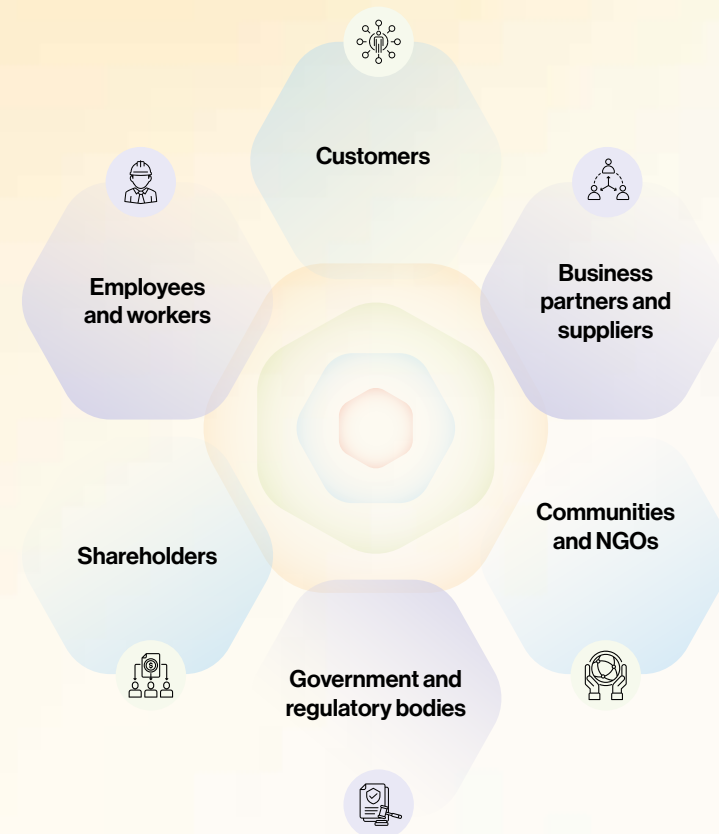 Customers
Employees
and workers
Business
partners and
suppliers
Shareholders
Communities
and NGOs
Government and
regulatory bodies